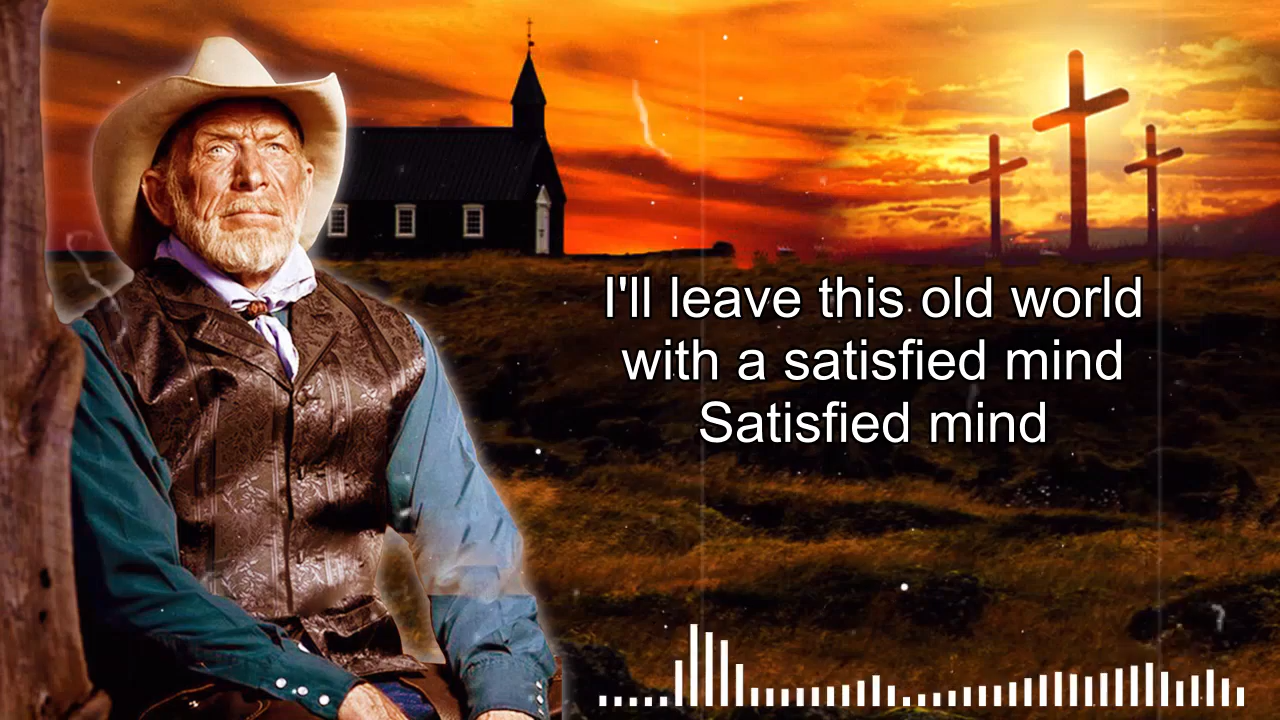 I'll leave this old world
with a satisfied mind
Satisfied mind